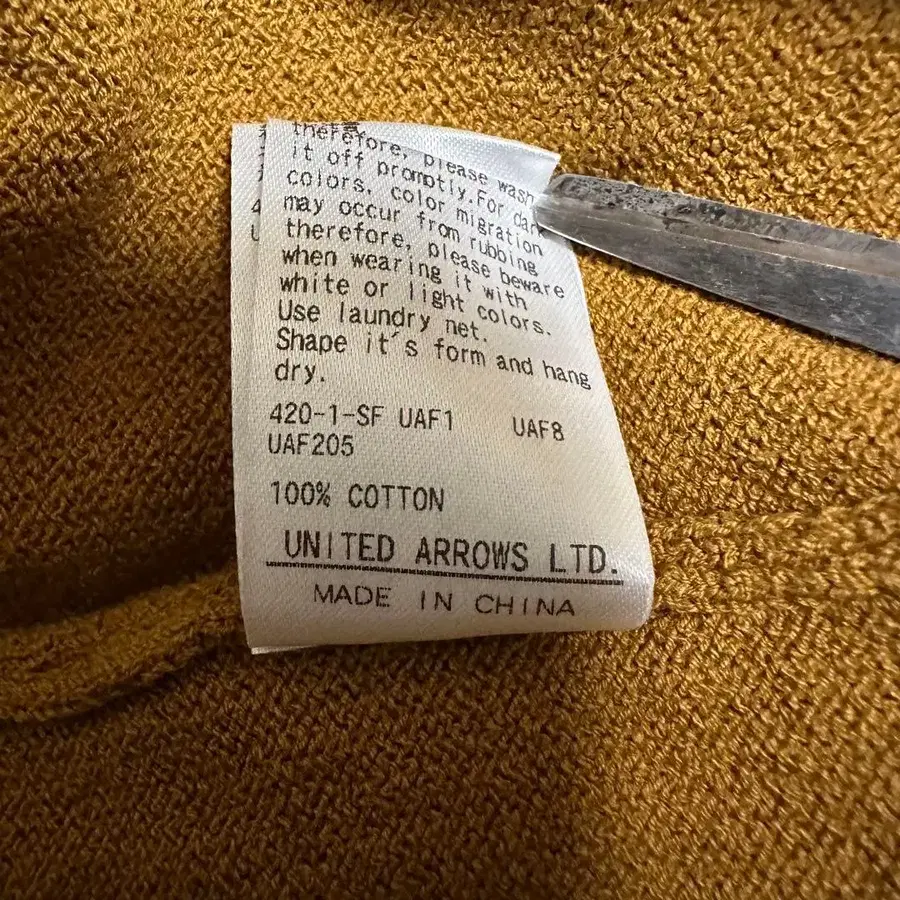 therefore, please wash
it off promptly.For dark
colors, color migration
may occur from rubbing
therefore, please beware
when wearing it with
white or light colors.
Use laundry net.
Shape it's form and hang
dry.
420-1-SF UAF1 UAF8
UAF205
100% COTTON
UNITED ARROWS LTD.
MADE IN CHINA